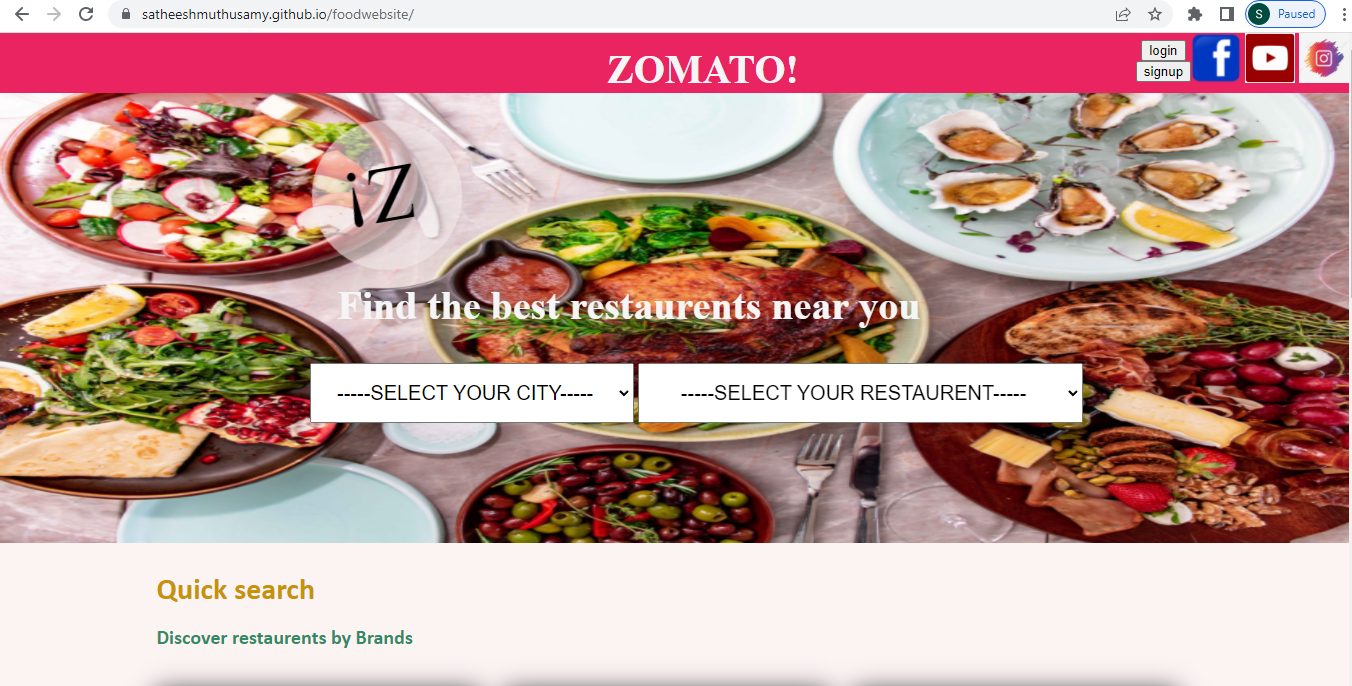 satheeshmuthusamy.github.io/foodwebsite/
S Paused
ZOMATO!
login
signup
¡Z
Find the best restaurents near you
-----SELECT YOUR CITY-----
-----SELECT YOUR RESTAURENT-----
Quick search
Discover restaurents by Brands